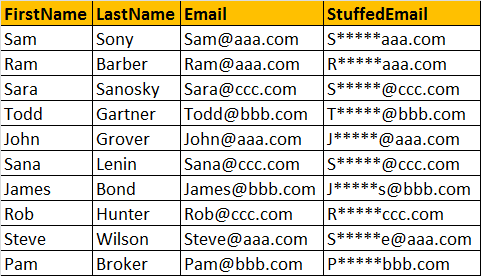 FirstName LastName Email StuffedEmail
Sam Sony Sam@aaa.com S*****aaa.com
Ram Barber Ram@aaa.com R*****aaa.com
Sara Sanosky Sara@ccc.com S*****@ccc.com
Todd Gartner Todd@bbb.com T*****@bbb.com
John Grover John@aaa.com J*****@aaa.com
Sana Lenin Sana@ccc.com S*****@ccc.com
James Bond James@bbb.com J*****s@bbb.com
Rob Hunter Rob@ccc.com R*****ccc.com
Steve Wilson Steve@aaa.com S*****e@aaa.com
Pam Broker Pam@bbb.com P*****bbb.com